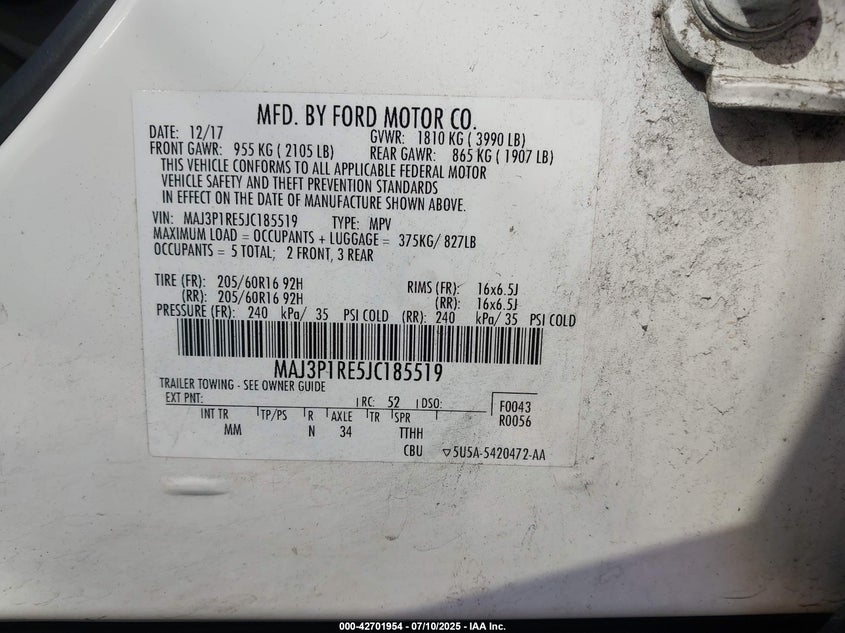 MFD. BY FORD MOTOR CO.
DATE: 12/17 GVWR: 1810 KG ( 3990 LB)
FRONT GAWR: 955 KG ( 2105 LB) REAR GAWR: 865 KG ( 1907 LB)
THIS VEHICLE CONFORMS TO ALL APPLICABLE FEDERAL MOTOR
VEHICLE SAFETY AND THEFT PREVENTION STANDARDS
IN EFFECT ON THE DATE OF MANUFACTURE SHOWN ABOVE.
VIN: MAJ3P1RE5JC185519 TYPE: MPV
MAXIMUM LOAD = OCCUPANTS + LUGGAGE = 375KG/ 827LB
OCCUPANTS = 5 TOTAL; 2 FRONT, 3 REAR
TIRE (FR): 205/60R16 92H RIMS (FR): 16x6.5J
(RR): 205/60R16 92H (RR): 16x6.5J
PRESSURE (FR): 240 kPa/ 35 PSI COLD (RR): 240 kPa/ 35 PSI COLD
MAJ3P1RE5JC185519
TRAILER TOWING - SEE OWNER GUIDE
EXT PNT: RC: 52 DSO: F0043
INT TR TP/PS R AXLE TR SPR R0056
MM N 34 TTHH
CBU ▽5U5A-5420472-AA
000-42701954 - 07/10/2025 - IAA Inc.